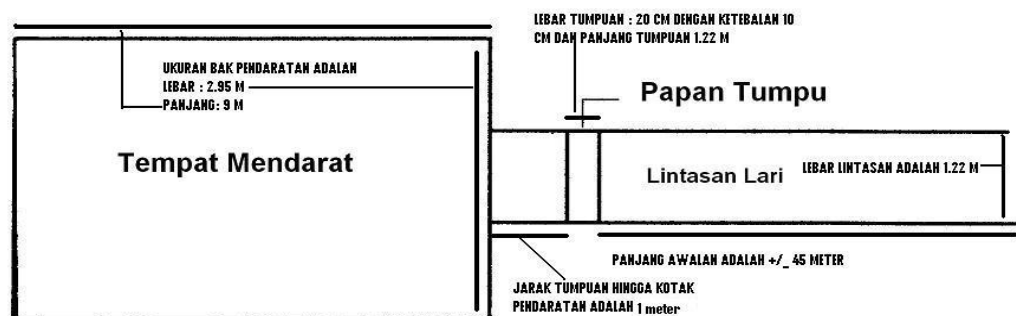 LEBAR TUMPUAN : 20 CM DENGAN KETEBALAN 10
CM DAN PANJANG TUMPUAN 1.22 M
UKURAN BAK PENDARATAN ADALAH
LEBAR : 2.95 M
PANJANG: 9 M
Papan Tumpu
Tempat Mendarat
Lintasan Lari
LEBAR LINTASAN ADALAH 1.22 M
PANJANG AWALAN ADALAH +/_ 45 METER
JARAK TUMPUAN HINGGA KOTAK
PENDARATAN ADALAH 1 meter